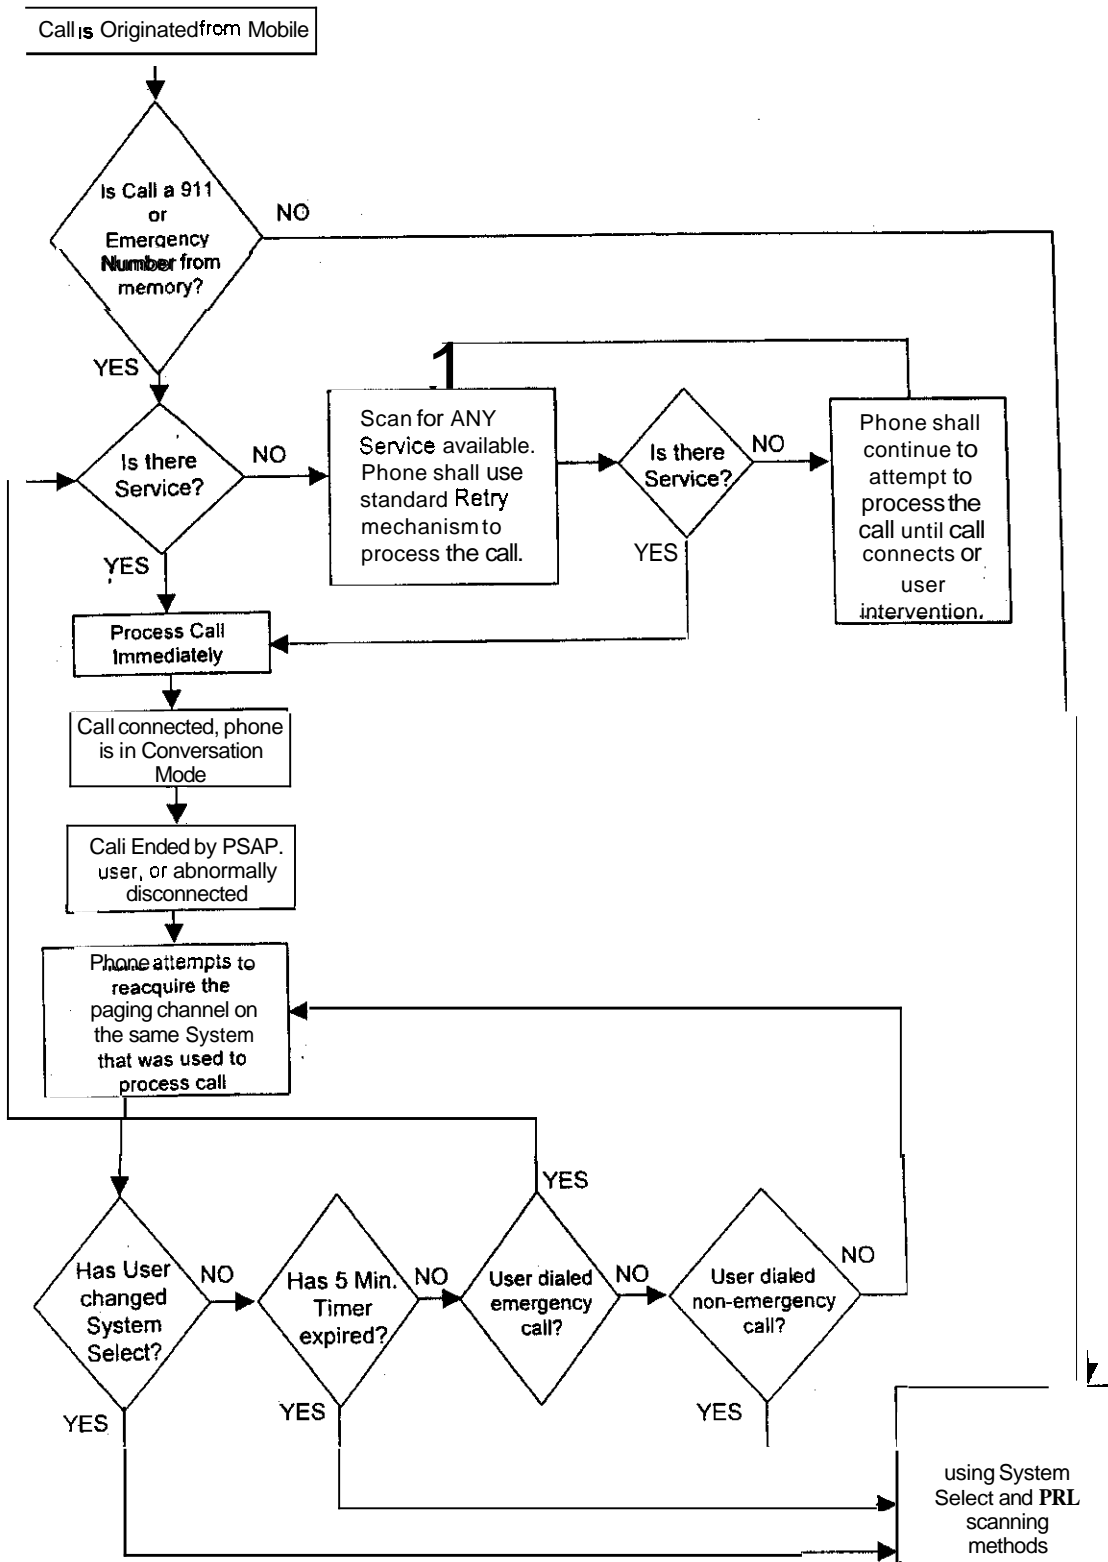 Call is Originated from Mobile
Is Call a 911
or
Emergency
Number from
memory?
NO
YES
Is there
Service?
NO
YES
1
Scan for ANY
Service available.
Phone shall use
standard Retry
mechanism to
process the call.
Is there
Service?
NO
YES
Phone shall
continue to
attempt to
process the
call until call
connects or
user
intervention.
Process Call
Immediately
Call connected, phone
is in Conversation
Mode
Cali Ended by PSAP.
user, or abnormally
disconnected
Phone attempts to
reacquire the
paging channel on
the same System
that was used to
process call
Has User
changed
System
Select?
NO
YES
Has 5 Min.
Timer
expired?
NO
YES
YES
User dialed
emergency
call?
NO
User dialed
non-emergency
call?
NO
YES
using System
Select and PRL
scanning
methods